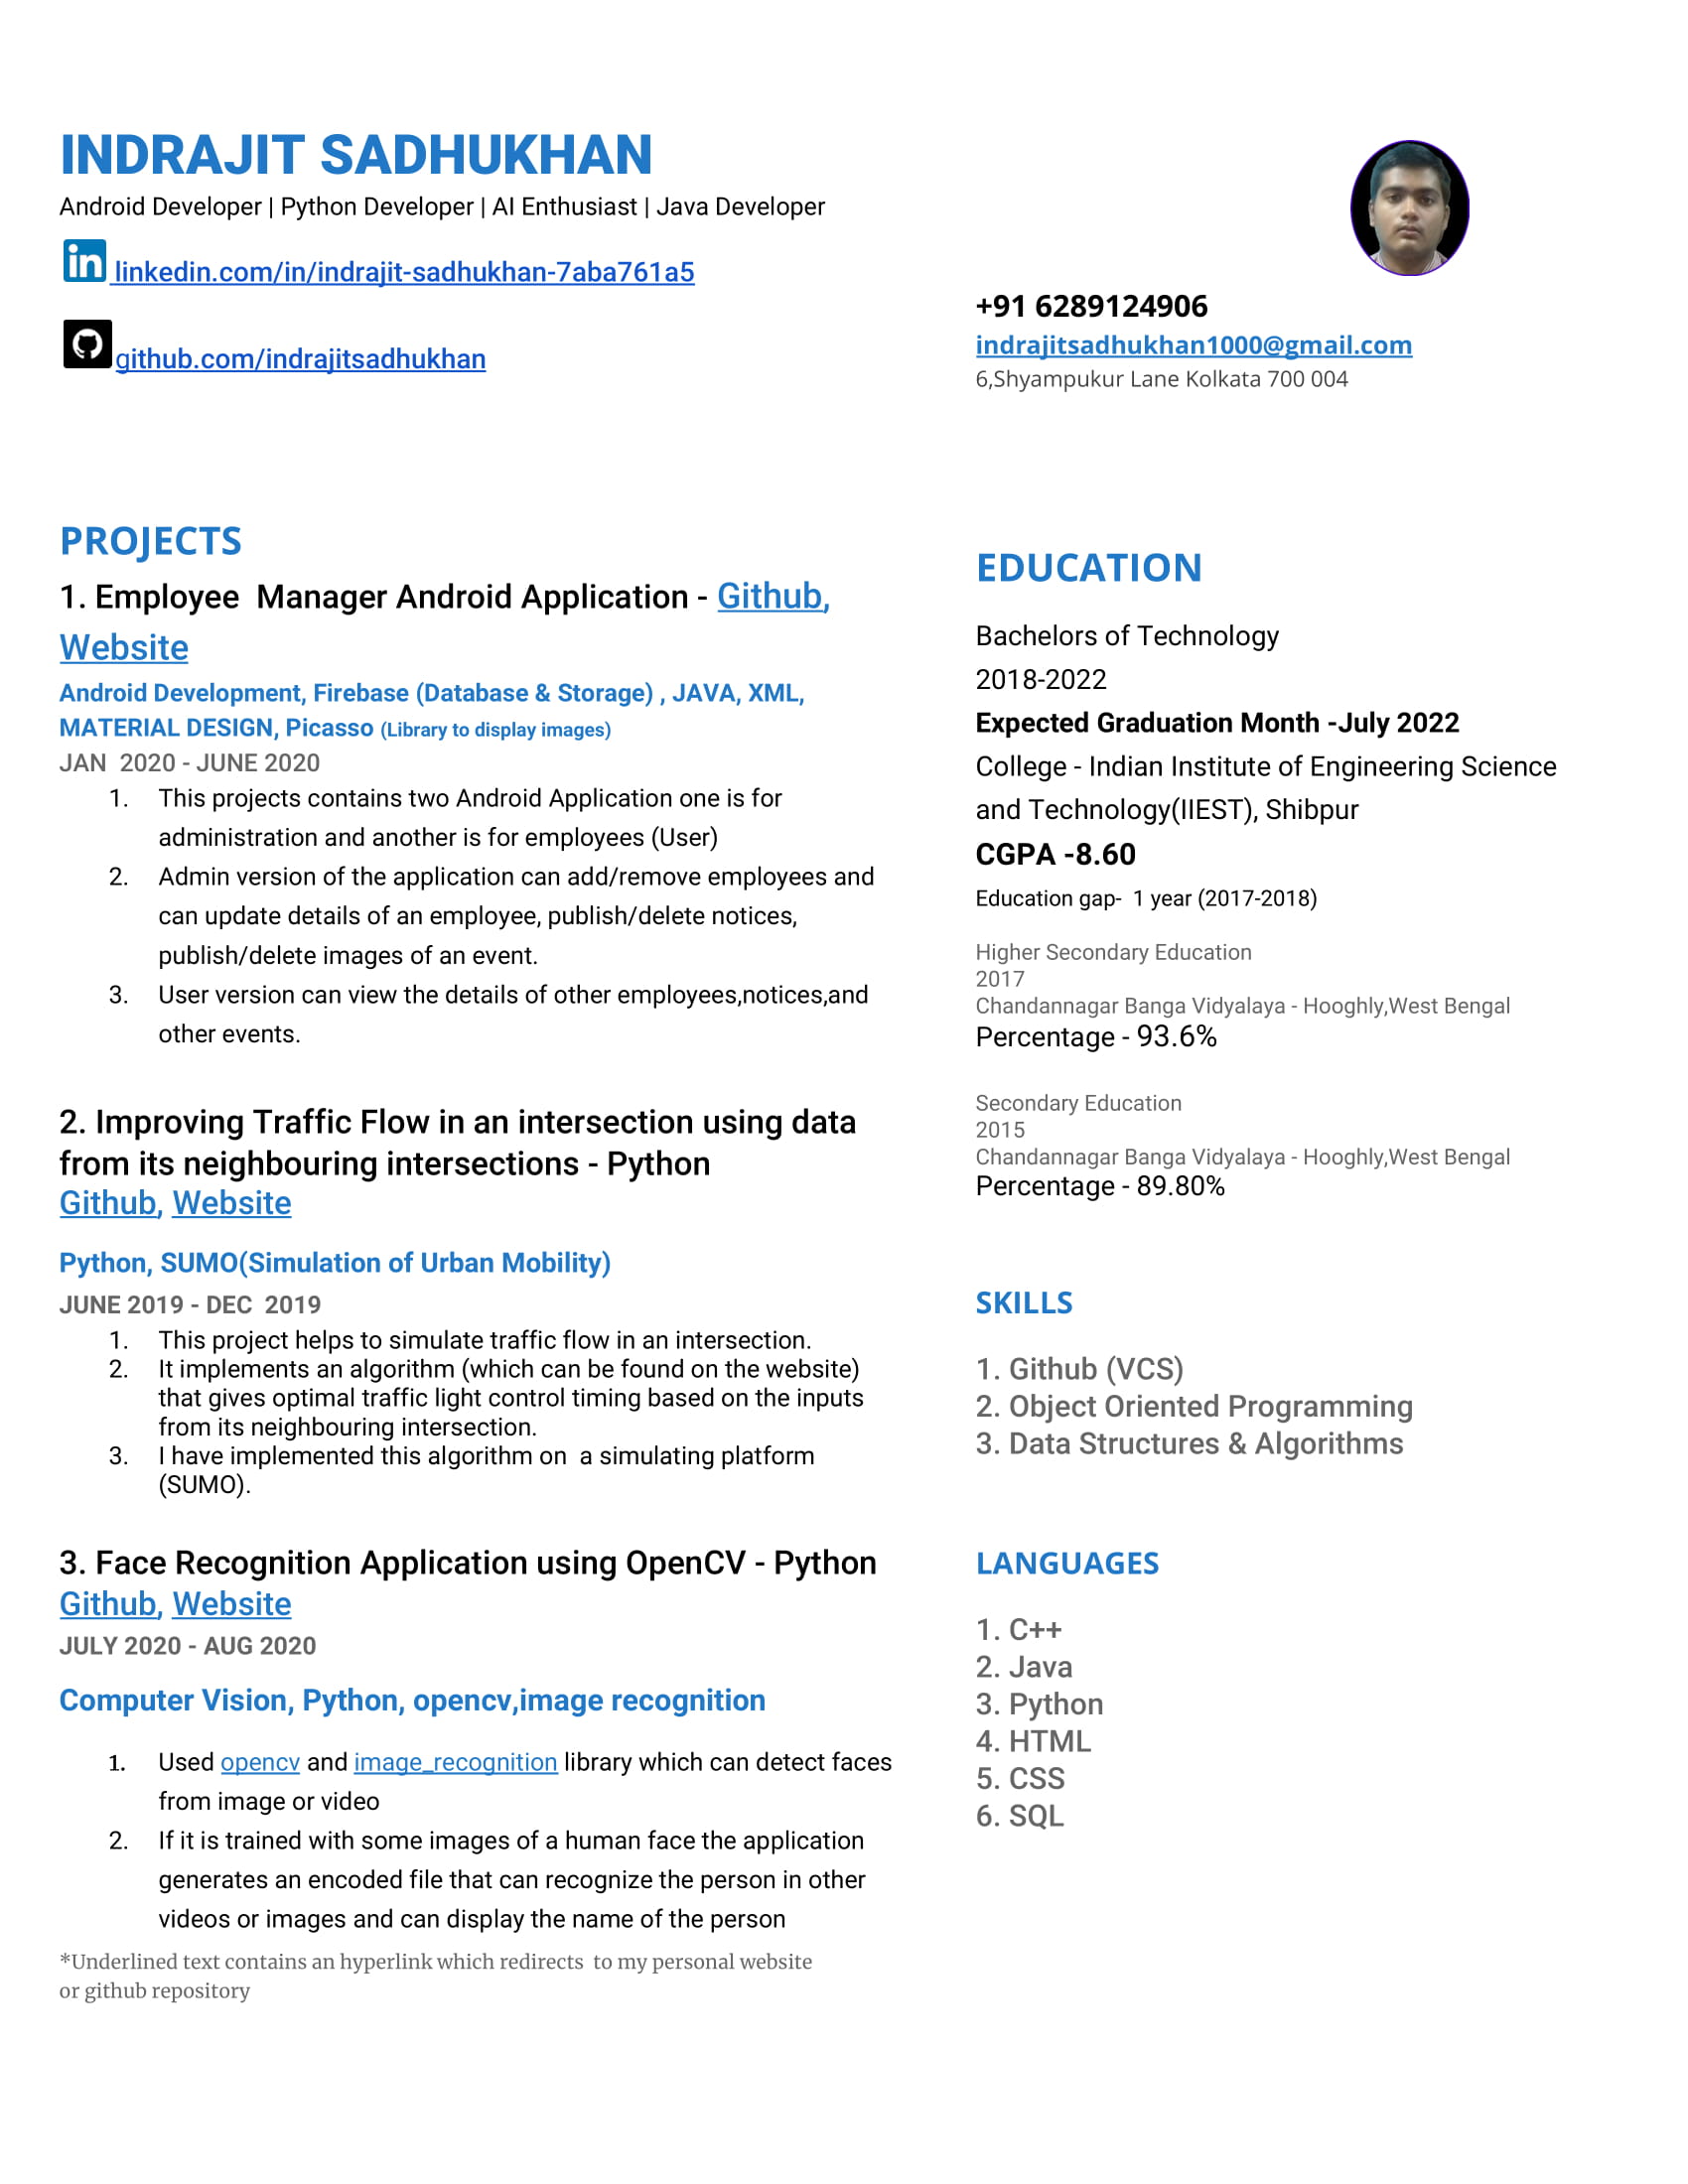 INDRAJIT SADHUKHAN
Android Developer | Python Developer | AI Enthusiast | Java Developer
in linkedin.com/in/indrajit-sadhukhan-7aba761a5
github.com/indrajitsadhukhan
+91 6289124906
indrajitsadhukhan1000@gmail.com
6,Shyampukur Lane Kolkata 700 004
PROJECTS
1. Employee  Manager Android Application - Github,
Website
Android Development, Firebase (Database & Storage) , JAVA, XML,
MATERIAL DESIGN, Picasso (Library to display images)
JAN  2020 - JUNE 2020
1. This projects contains two Android Application one is for
administration and another is for employees (User)
2. Admin version of the application can add/remove employees and
can update details of an employee, publish/delete notices,
publish/delete images of an event.
3. User version can view the details of other employees,notices,and
other events.
2. Improving Traffic Flow in an intersection using data
from its neighbouring intersections - Python
Github, Website
Python, SUMO(Simulation of Urban Mobility)
JUNE 2019 - DEC  2019
1. This project helps to simulate traffic flow in an intersection.
2. It implements an algorithm (which can be found on the website)
that gives optimal traffic light control timing based on the inputs
from its neighbouring intersection.
3. I have implemented this algorithm on  a simulating platform
(SUMO).
3. Face Recognition Application using OpenCV - Python
Github, Website
JULY 2020 - AUG 2020
Computer Vision, Python, opencv,image recognition
1. Used opencv and image_recognition library which can detect faces
from image or video
2. If it is trained with some images of a human face the application
generates an encoded file that can recognize the person in other
videos or images and can display the name of the person
*Underlined text contains an hyperlink which redirects  to my personal website
or github repository
EDUCATION
Bachelors of Technology
2018-2022
Expected Graduation Month -July 2022
College - Indian Institute of Engineering Science
and Technology(IIEST), Shibpur
CGPA -8.60
Education gap-  1 year (2017-2018)
Higher Secondary Education
2017
Chandannagar Banga Vidyalaya - Hooghly,West Bengal
Percentage - 93.6%
Secondary Education
2015
Chandannagar Banga Vidyalaya - Hooghly,West Bengal
Percentage - 89.80%
SKILLS
1. Github (VCS)
2. Object Oriented Programming
3. Data Structures & Algorithms
LANGUAGES
1. C++
2. Java
3. Python
4. HTML
5. CSS
6. SQL